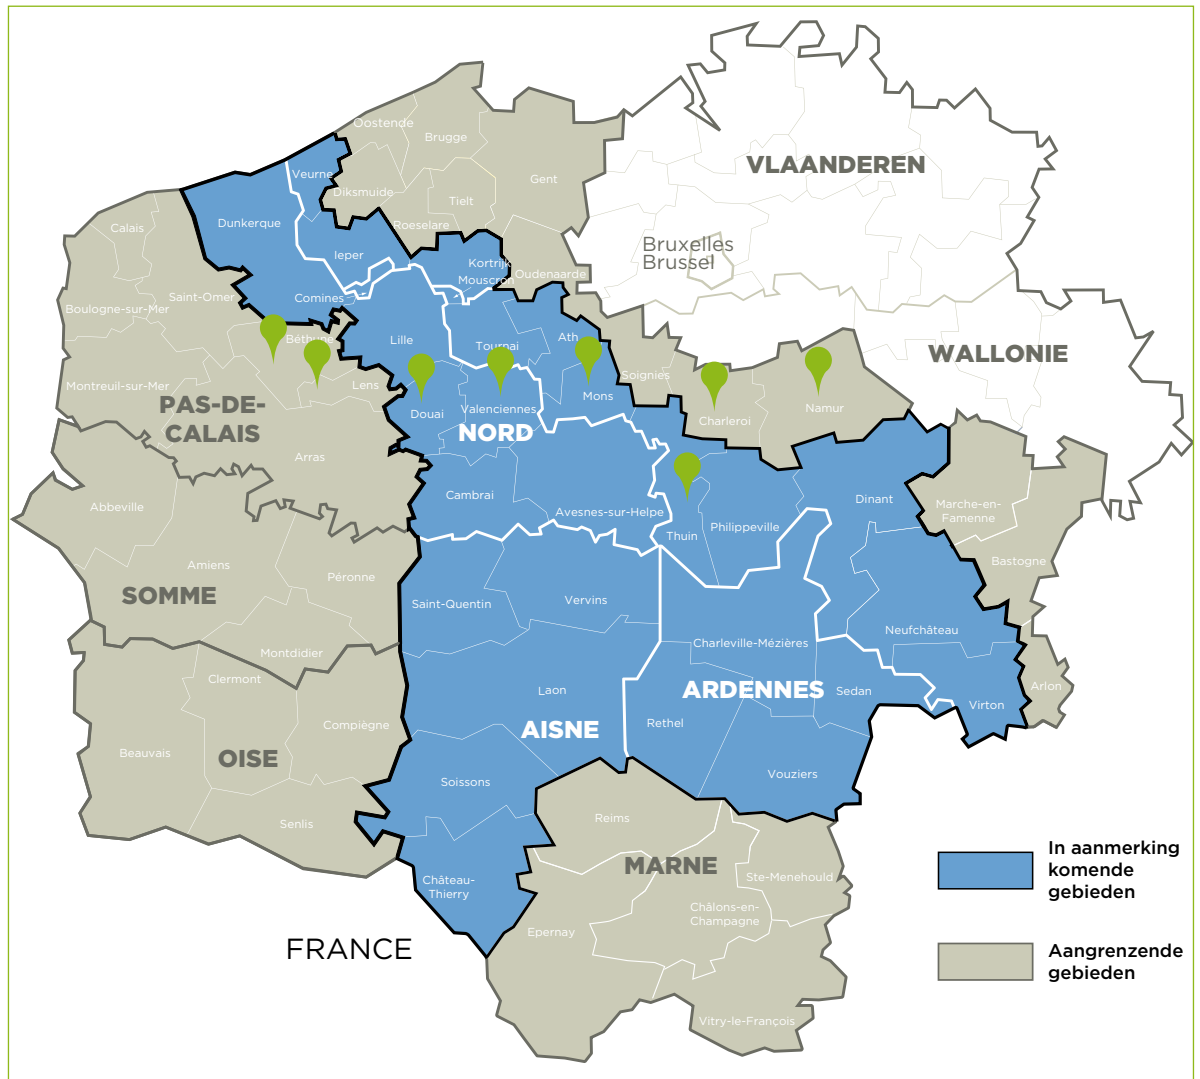 Oostende
Brugge
VLAANDEREN
Veurne
Diksmuide
Gent
Tielt
Dunkerque
Calais
Roeselare
Ieper
Kortrijk
Bruxelles
Brussel
Mouscron
Oudenaarde
Saint-Omer
Comines
Boulogne-sur-Mer
Béthune
Lille
Tournai
Ath
WALLONIE
Soignies
Montreuil-sur-Mer
Lens
Mons
PAS-DE-
CALAIS
Douai
Valenciennes
Charleroi
Namur
NORD
Arras
Cambrai
Dinant
Abbeville
Avesnes-sur-Helpe
Philippeville
Marche-en-
Famenne
Thuin
Bastogne
Amiens
Péronne
SOMME
Saint-Quentin
Vervins
Neufchâteau
Montdidier
Charleville-Mézières
Clermont
Laon
ARDENNES
Sedan
Arlon
Virton
Compiègne
AISNE
Rethel
Beauvais
OISE
Soissons
Vouziers
Senlis
Reims
In aanmerking
komende
gebieden
MARNE
Ste-Menehould
Château-
Thierry
Châlons-en-
Champagne
Epernay
FRANCE
Aangrenzende
gebieden
Vitry-le-François